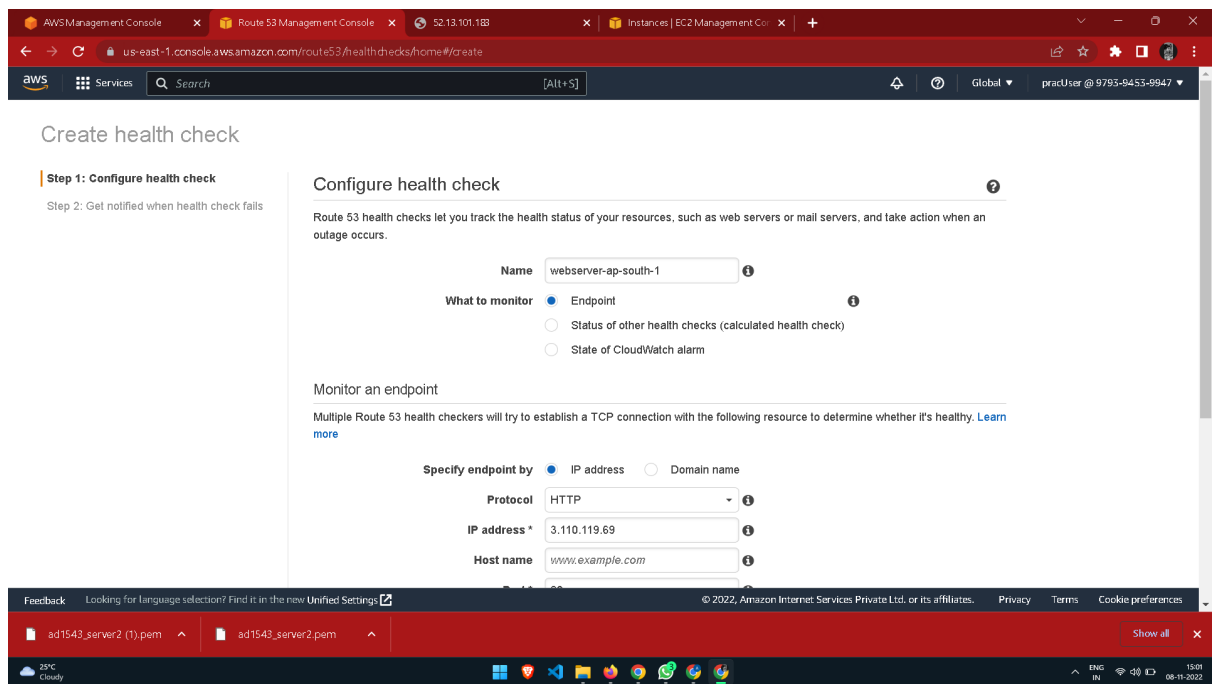 AWS Management Console
Route 53 Management Console
52.13.101.183
Instances | EC2 Management Con
us-east-1.console.aws.amazon.com/route53/healthchecks/home#/create
aws Services Search [Alt+S] Global pracUser @ 9793-9453-9947
Create health check
Step 1: Configure health check
Step 2: Get notified when health check fails
Configure health check
Route 53 health checks let you track the health status of your resources, such as web servers or mail servers, and take action when an
outage occurs.
Name webserver-ap-south-1
What to monitor Endpoint
Status of other health checks (calculated health check)
State of CloudWatch alarm
Monitor an endpoint
Multiple Route 53 health checkers will try to establish a TCP connection with the following resource to determine whether it's healthy. Learn
more
Specify endpoint by IP address Domain name
Protocol HTTP
IP address * 3.110.119.69
Host name www.example.com
Feedback Looking for language selection? Find it in the new Unified Settings © 2022, Amazon Internet Services Private Ltd. or its affiliates. Privacy Terms Cookie preferences
ad1543_server2 (1).pem ad1543_server2.pem Show all
25°C
Cloudy
ENG
IN
15:01
08-11-2022